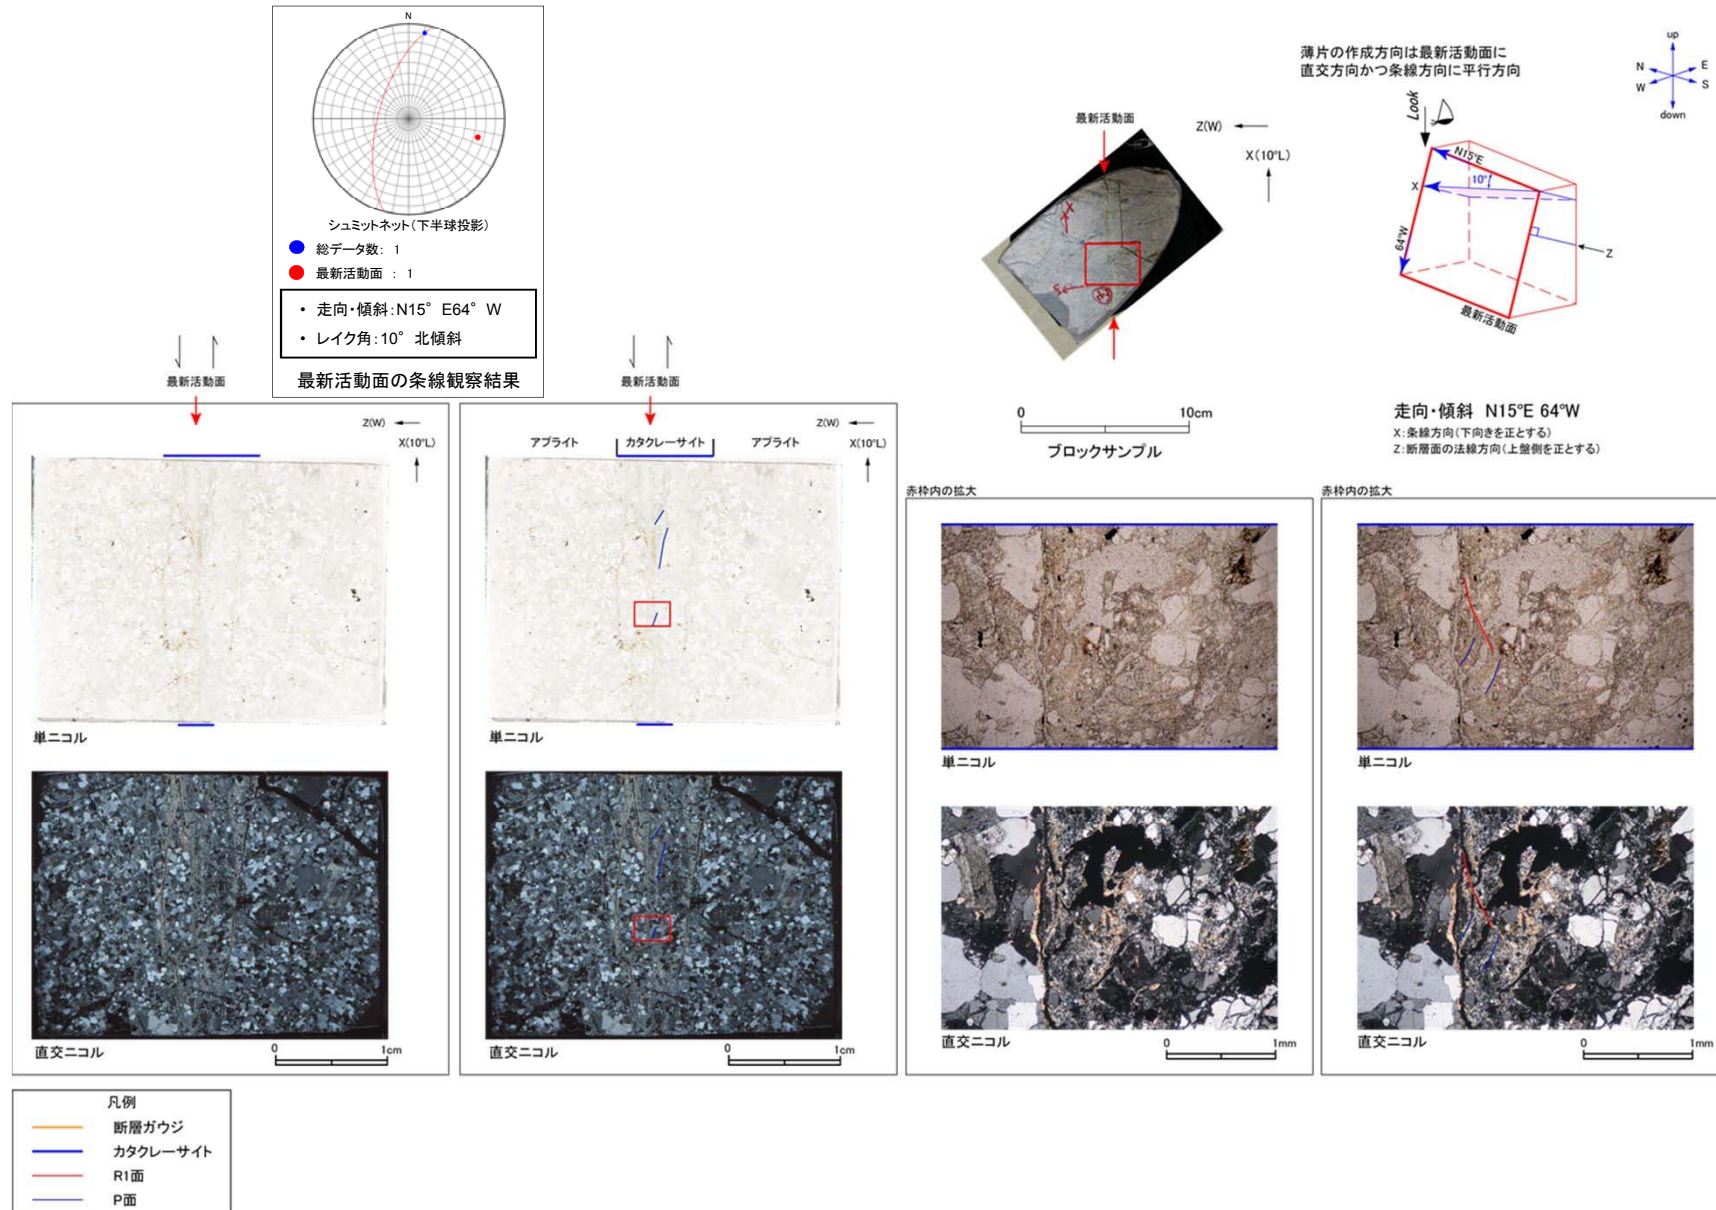 N
シュミットネット(下半球投影)
総データ数: 1
最新活動面 : 1
・ 走向・傾斜:N15° E64° W
・ レイク角:10° 北傾斜
最新活動面の条線観察結果
薄片の作成方向は最新活動面に
直交方向かつ条線方向に平行方向
up
N
E
W
S
down
Look
N15°E
10°
X
64°W
Z
最新活動面
最新活動面
Z(W)
X(10°L)
X
0
10cm
ブロックサンプル
走向・傾斜 N15°E 64°W
X:条線方向(下向きを正とする)
Z:断層面の法線方向(上盤側を正とする)
最新活動面
Z(W)
X(10°L)
単ニコル
直交ニコル
0
1cm
最新活動面
Z(W)
アプライト
カタクレーサイト
アプライト
X(10°L)
単ニコル
直交ニコル
0
1cm
赤枠内の拡大
単ニコル
直交ニコル
0
1mm
赤枠内の拡大
単ニコル
直交ニコル
0
1mm
凡例
断層ガウジ
カタクレーサイト
R1面
P面